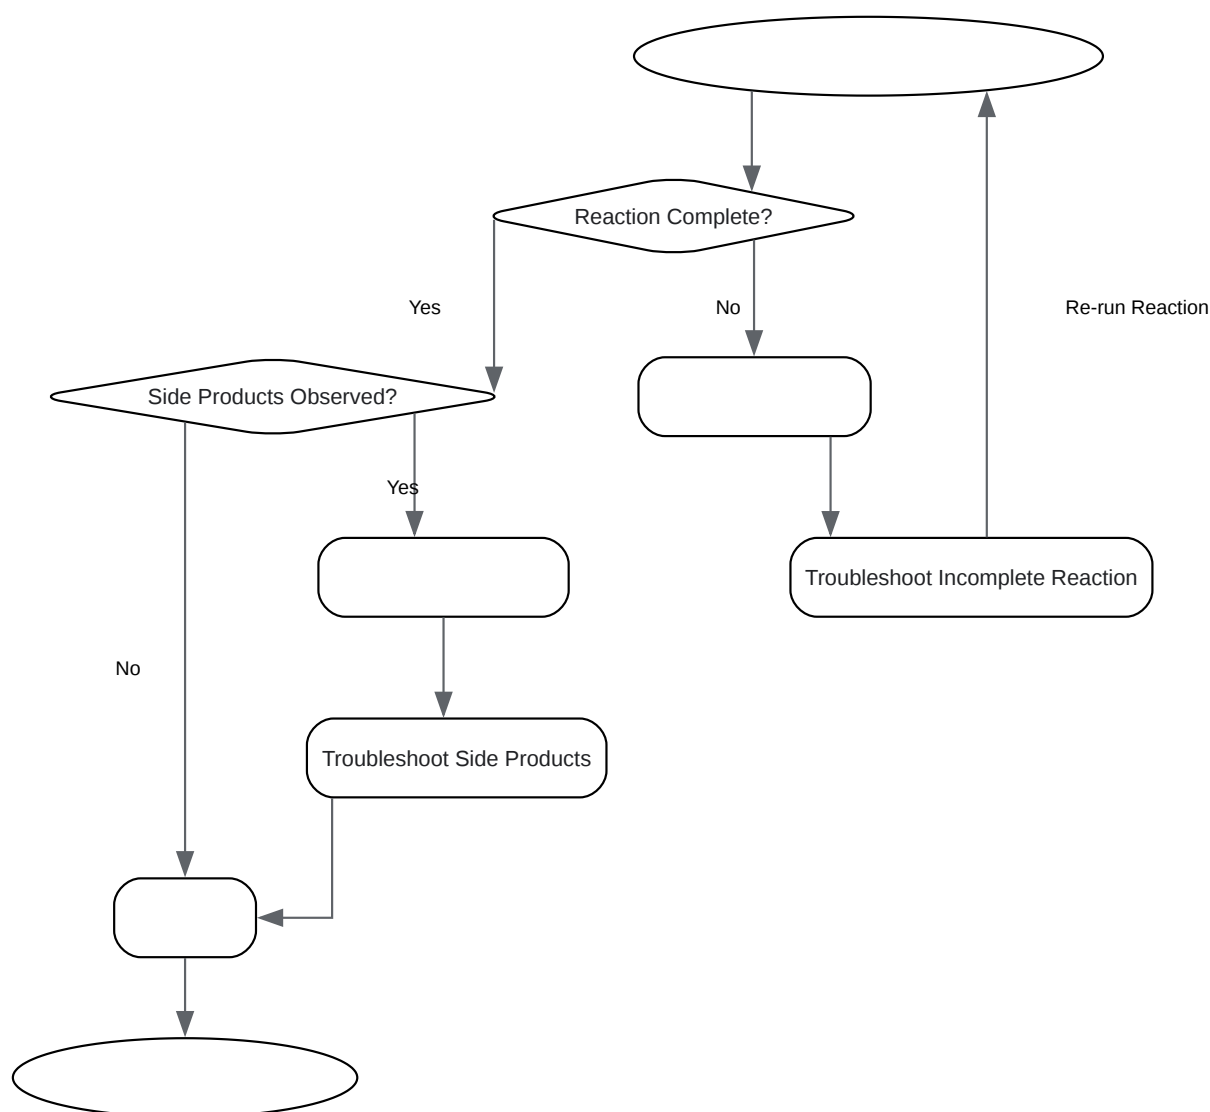 Reaction Complete?
Yes
No
Re-run Reaction
Side Products Observed?
Yes
Troubleshoot Incomplete Reaction
No
Troubleshoot Side Products